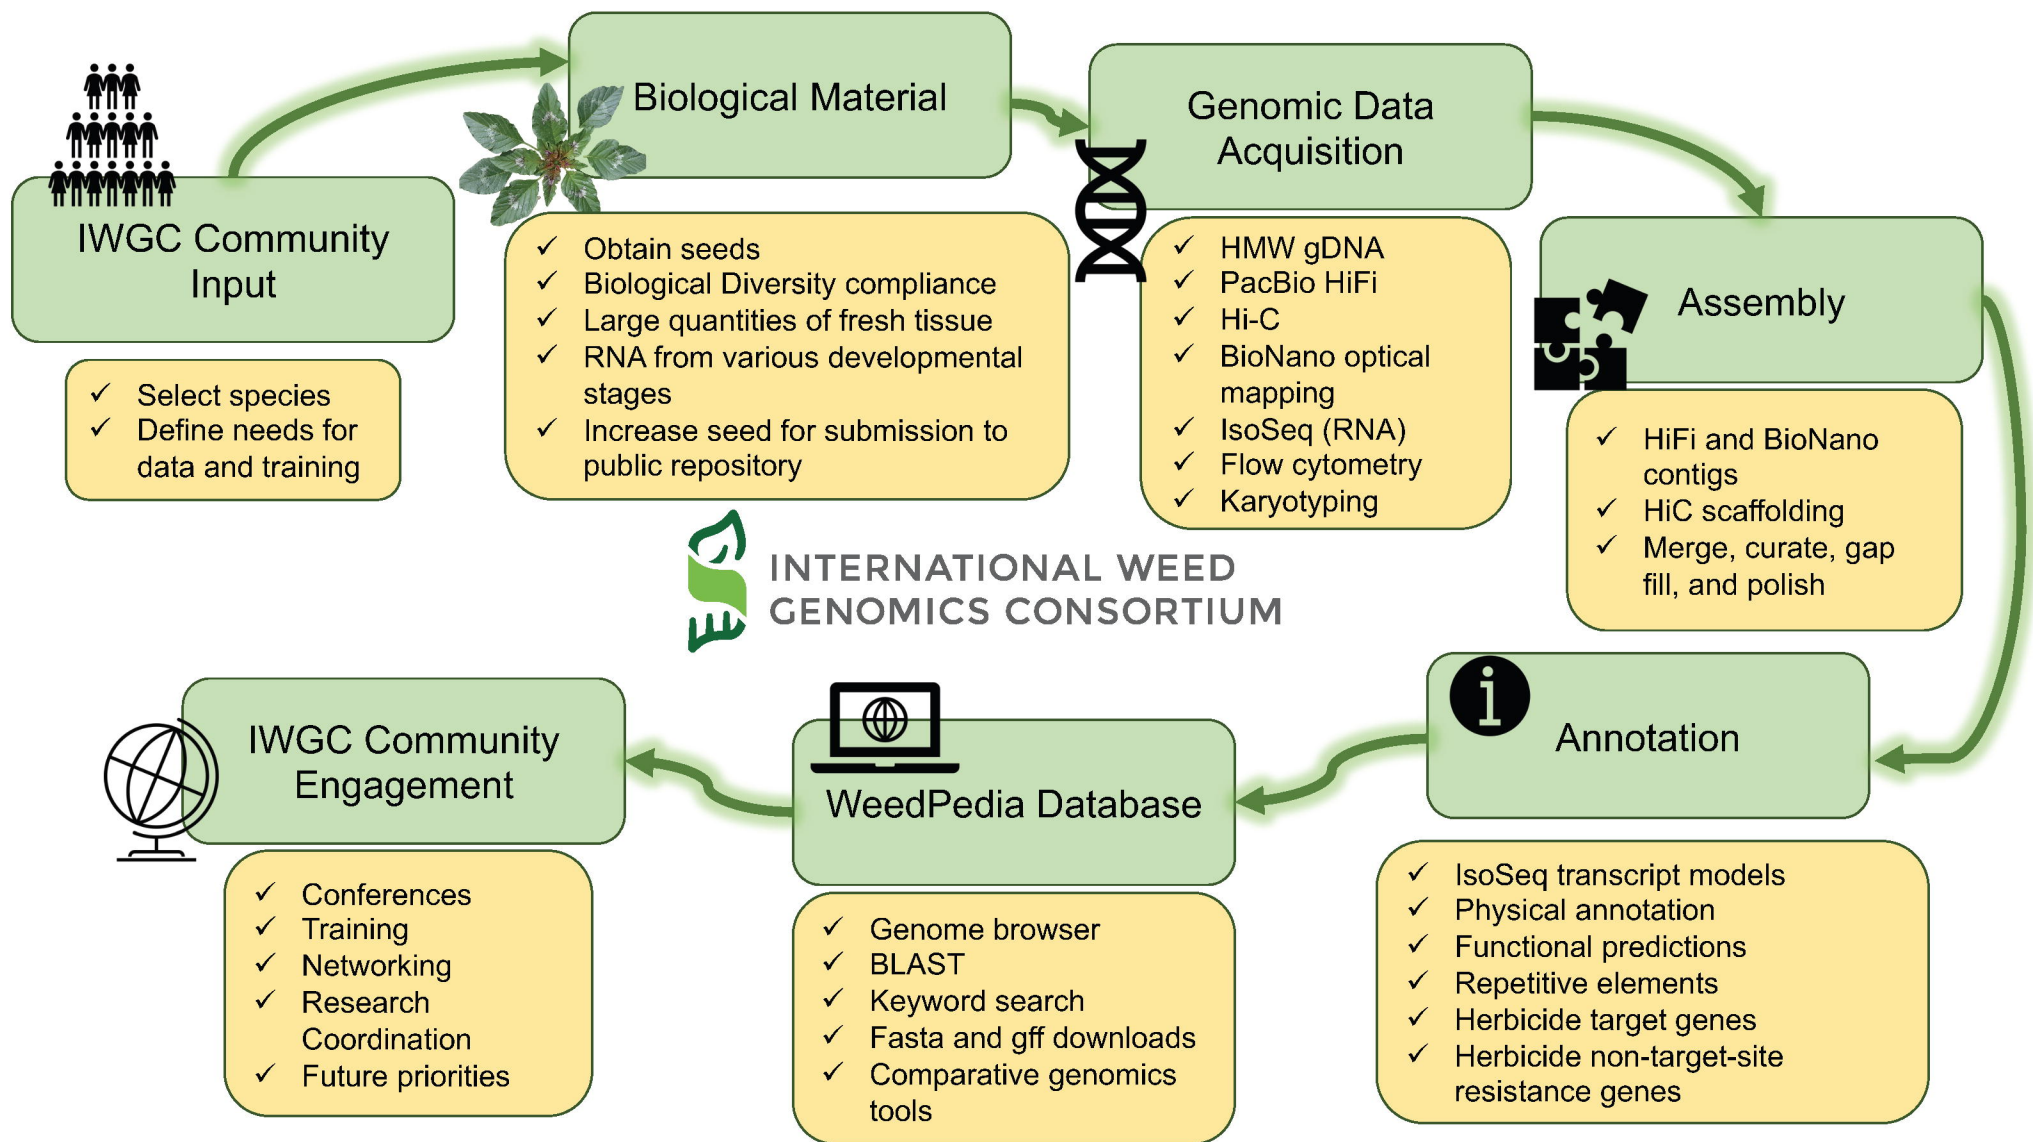 IWGC Community
Input
✓ Select species
✓ Define needs for
data and training
Biological Material
✓ Obtain seeds
✓ Biological Diversity compliance
✓ Large quantities of fresh tissue
✓ RNA from various developmental
stages
✓ Increase seed for submission to
public repository
Genomic Data
Acquisition
✓ HMW gDNA
✓ PacBio HiFi
✓ Hi-C
✓ BioNano optical
mapping
✓ IsoSeq (RNA)
✓ Flow cytometry
✓ Karyotyping
Assembly
✓ HiFi and BioNano
contigs
✓ HiC scaffolding
✓ Merge, curate, gap
fill, and polish
INTERNATIONAL WEED
GENOMICS CONSORTIUM
i
Annotation
✓ IsoSeq transcript models
✓ Physical annotation
✓ Functional predictions
✓ Repetitive elements
✓ Herbicide target genes
✓ Herbicide non-target-site
resistance genes
WeedPedia Database
✓ Genome browser
✓ BLAST
✓ Keyword search
✓ Fasta and gff downloads
✓ Comparative genomics
tools
IWGC Community
Engagement
✓ Conferences
✓ Training
✓ Networking
✓ Research
Coordination
✓ Future priorities